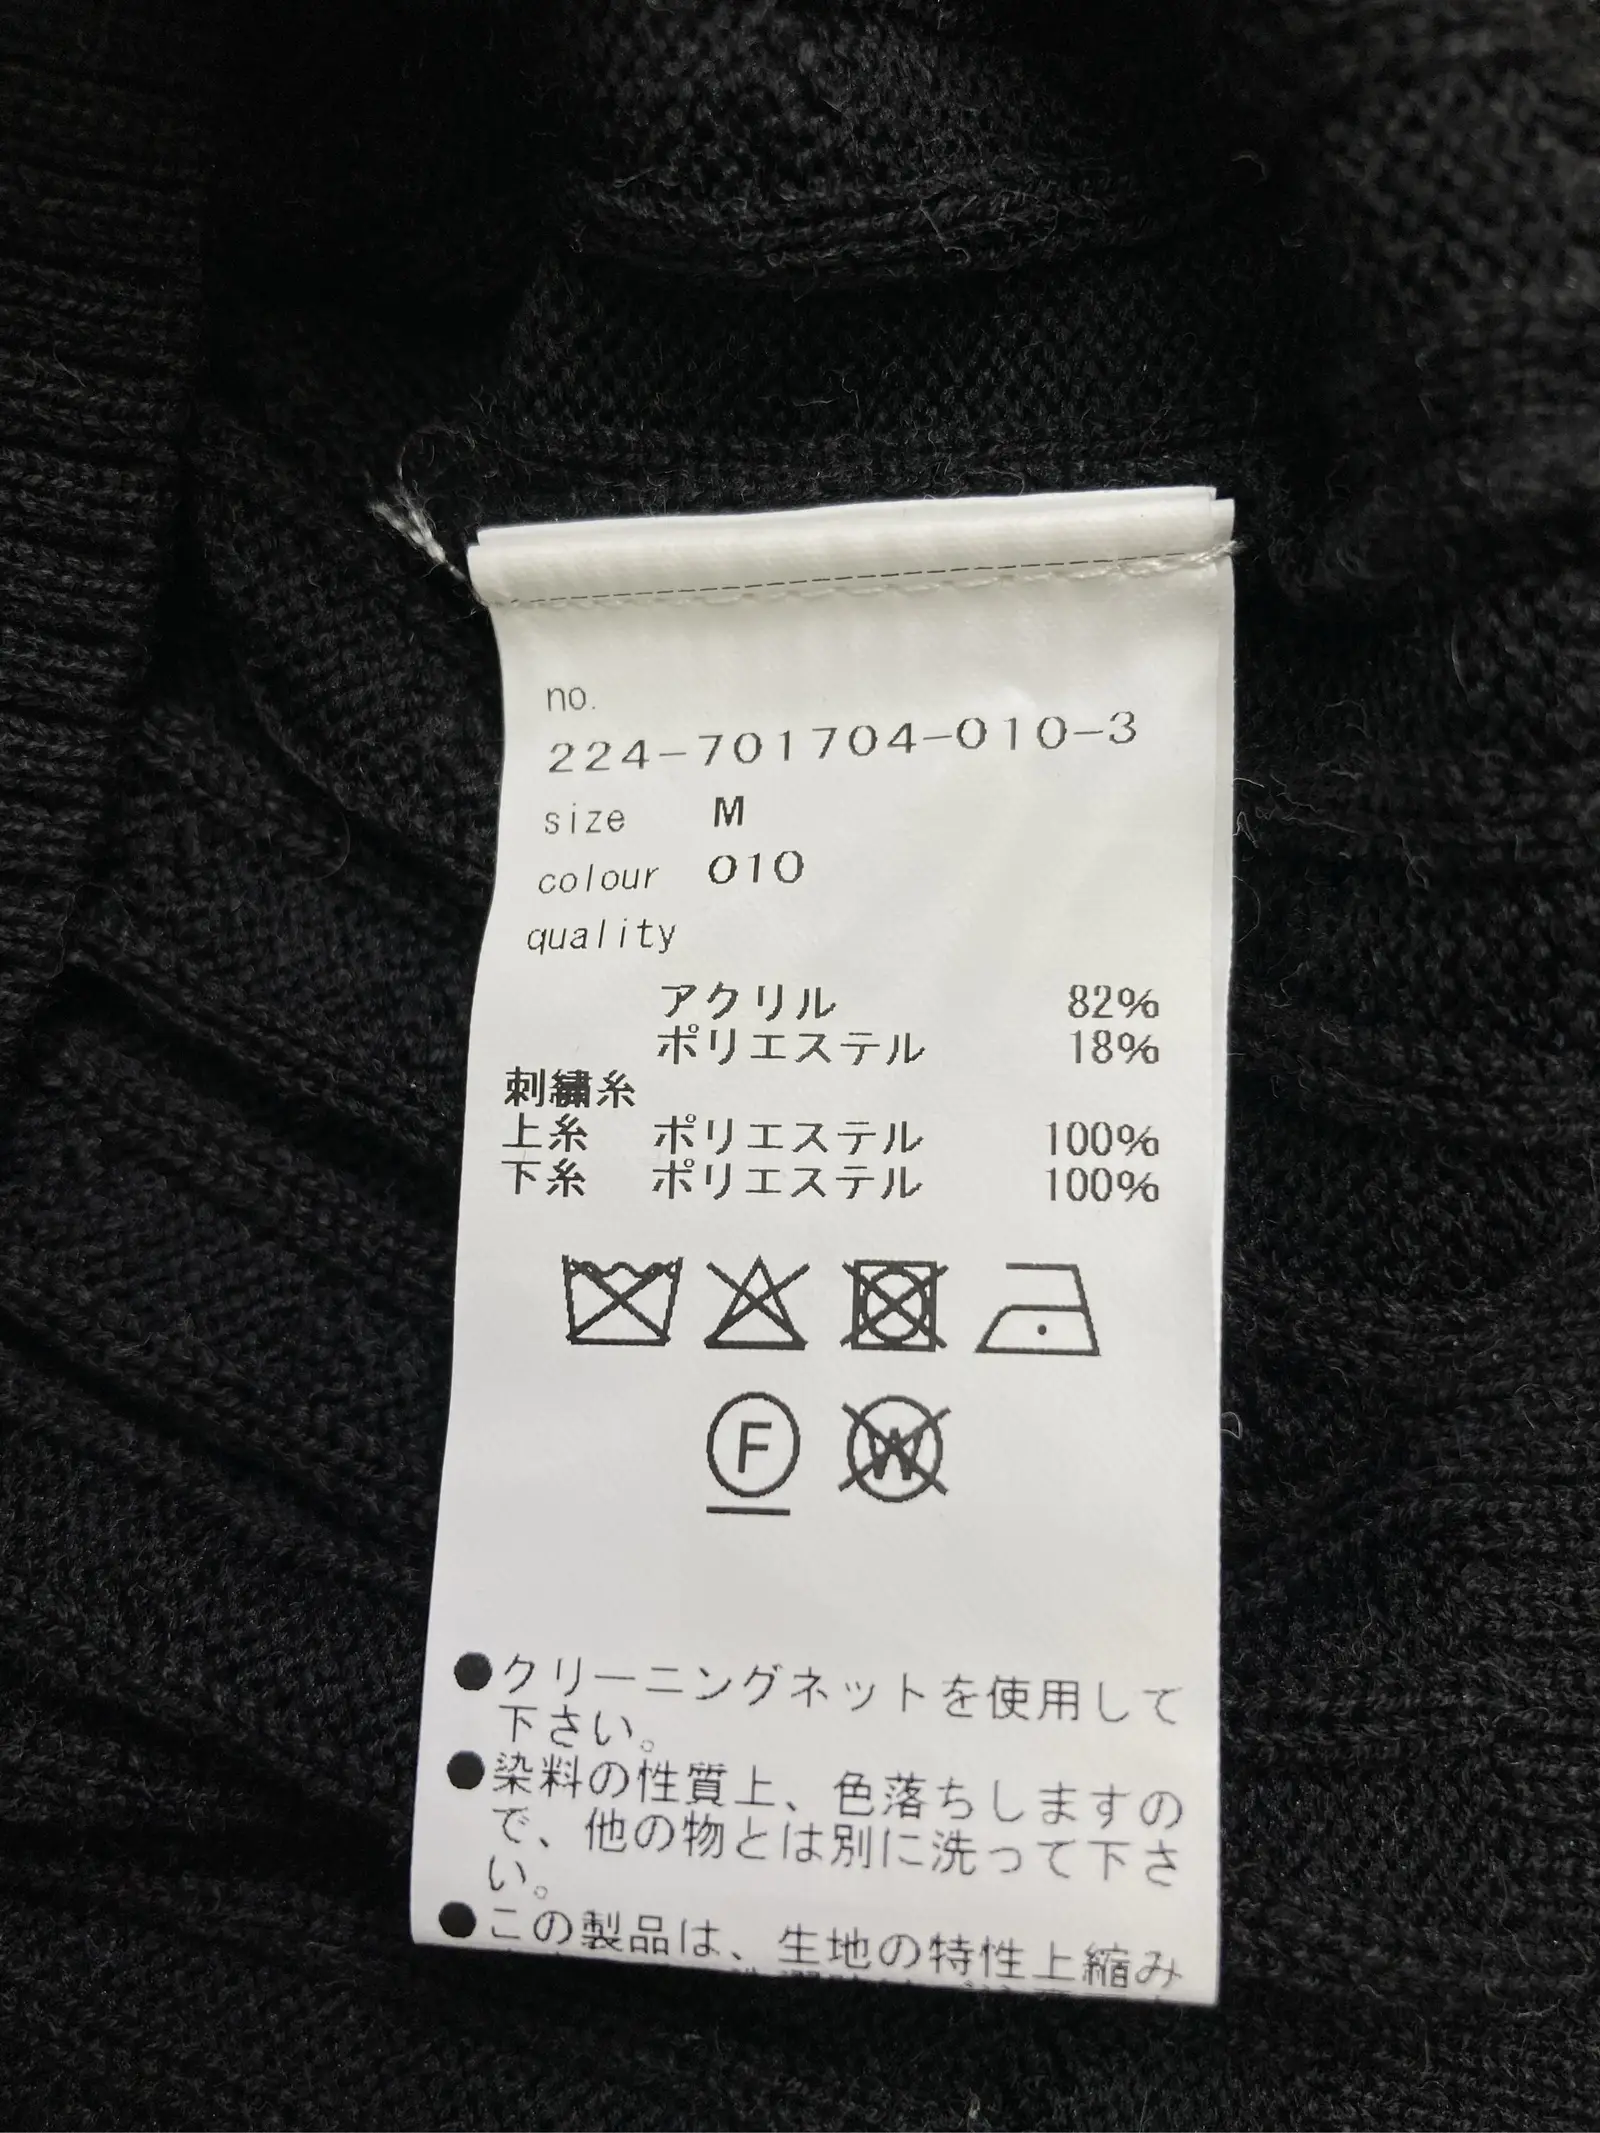 no.
224-701704-010-3
size M
colour 010
quality
アクリル 82%
ポリエステル 18%
刺繍糸
上糸 ポリエステル 100%
下糸 ポリエステル 100%
F
W
●クリーニングネットを使用して
下さい。
●染料の性質上、色落ちしますの
で、他の物とは別に洗って下さ
い。
●この製品は、生地の特性上縮み